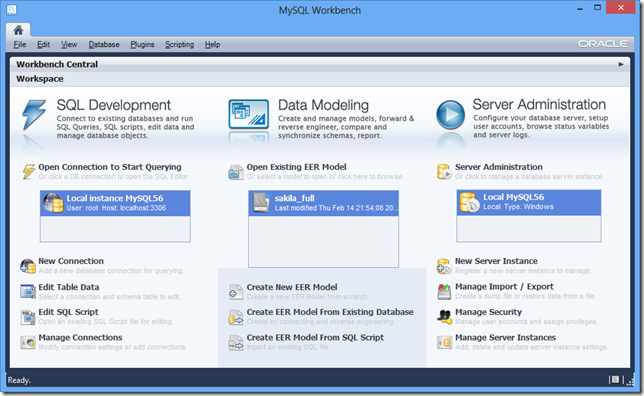 MySQL Workbench
File Edit View Database Plugins Scripting Help
ORACLE
Workbench Central
Workspace
SQL Development
Connect to existing databases and run
SQL Queries, SQL scripts, edit data and
manage database objects.
Open Connection to Start Querying
Or click a DB connection to open the SQL Editor.
Local instance MySQL56
User: root Host: localhost:3306
New Connection
Add a new database connection for querying.
Edit Table Data
Select a connection and schema table to edit.
Edit SQL Script
Open an existing SQL Script file for editing.
Manage Connections
Modify connection settings or add connections.
Data Modeling
Create and manage models, forward &
reverse engineer, compare and
synchronize schemas, report.
Open Existing EER Model
Or select a model to open or click here to browse.
sakila_full
Last modified Thu Feb 14 21:54:08 20...
Create New EER Model
Create a new EER Model from scratch.
Create EER Model From Existing Database
Create by connecting and reverse engineering.
Create EER Model From SQL Script
Import an existing SQL file.
Server Administration
Configure your database server, setup
user accounts, browse status variables
and server logs.
Server Administration
Or click to manage a database server instance.
Local MySQL56
Local Type: Windows
New Server Instance
Register a new server instance to manage.
Manage Import / Export
Create a dump file or restore data from a file.
Manage Security
Manage user accounts and assign privileges.
Manage Server Instances
Add, delete and update server instance settings.
Ready.